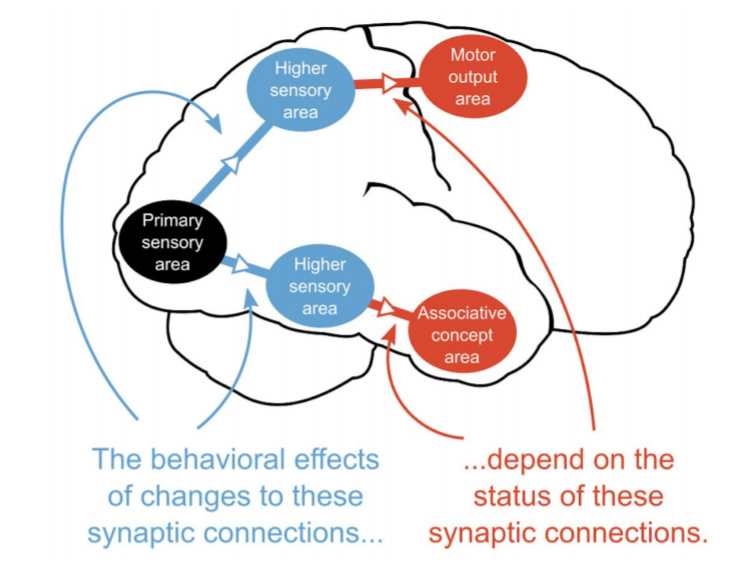 Motor
output
area
Higher
sensory
area
Primary
sensory
area
Higher
sensory
area
Associative
concept
area
The behavioral effects
of changes to these
synaptic connections...
...depend on the
status of these
synaptic connections.